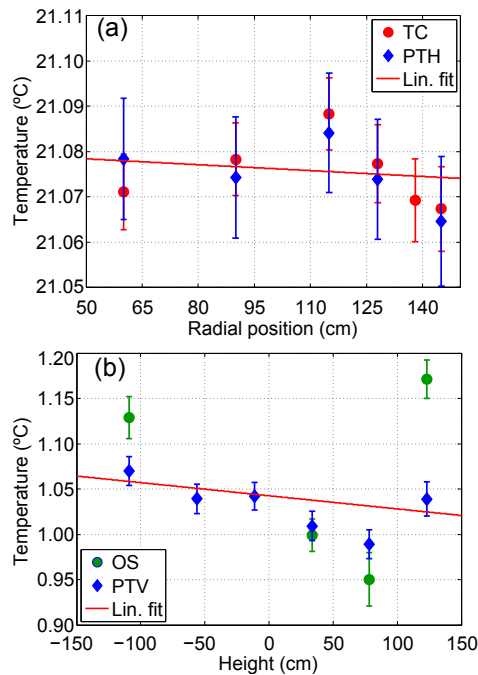 (a)
TC
PTH
Lin. fit
21.11
21.10
21.09
21.08
21.07
21.06
21.05
Temperature (ºC)
50 65 80 95 110 125 140
Radial position (cm)
(b)
1.20
1.15
1.10
1.05
1.00
0.95
0.90
Temperature (ºC)
OS
PTV
Lin. fit
−150 −100 −50 0 50 100 150
Height (cm)